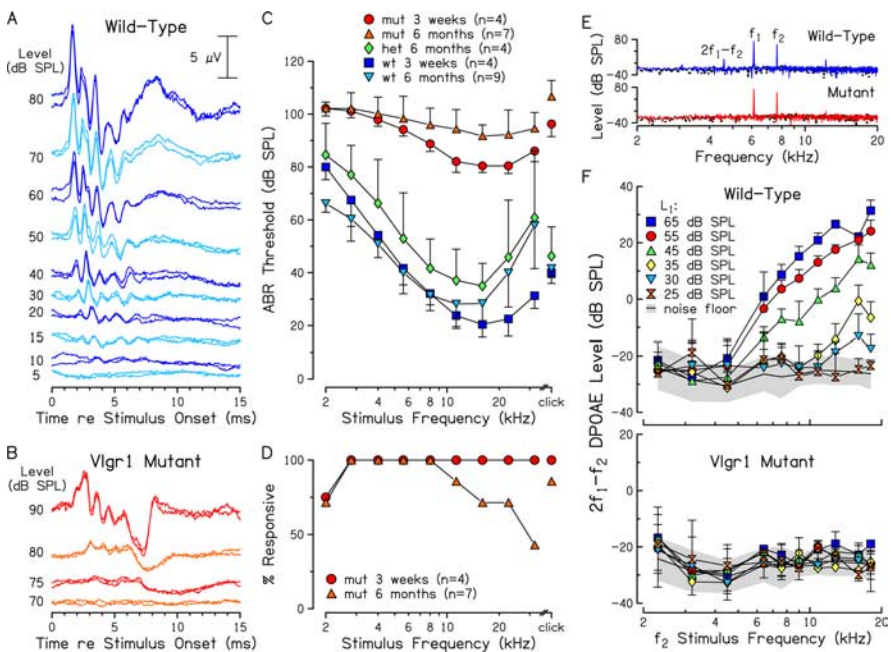 A
Wild-Type
Level
(dB SPL)
5 µV
80
70
60
50
40
30
20
15
10
5
0 5 10 15
Time re Stimulus Onset (ms)
B
Vlgr1 Mutant
Level
(dB SPL)
90
80
75
70
0 5 10 15
Time re Stimulus Onset (ms)
C
mut 3 weeks (n=4)
mut 6 months (n=7)
het 6 months (n=4)
wt 3 weeks (n=4)
wt 6 months (n=9)
ABR Threshold (dB SPL)
120
100
80
60
40
20
0
2 4 6 8 10 20 40 click
Stimulus Frequency (kHz)
D
% Responsive
100
75
50
25
0
mut 3 weeks (n=4)
mut 6 months (n=7)
2 4 6 8 10 20 40 click
Stimulus Frequency (kHz)
E
Level (dB SPL)
80
-40
80
-40
f1 f2
2f1-f2
Wild-Type
Mutant
2 4 6 8 10 20
Frequency (kHz)
F
Wild-Type
2f1-f2 DPOAE Level (dB SPL)
40
20
0
-20
-40
L1:
65 dB SPL
55 dB SPL
45 dB SPL
35 dB SPL
30 dB SPL
25 dB SPL
noise floor
Vlgr1 Mutant
20
0
-20
-40
2 4 6 8 10 20
f2 Stimulus Frequency (kHz)